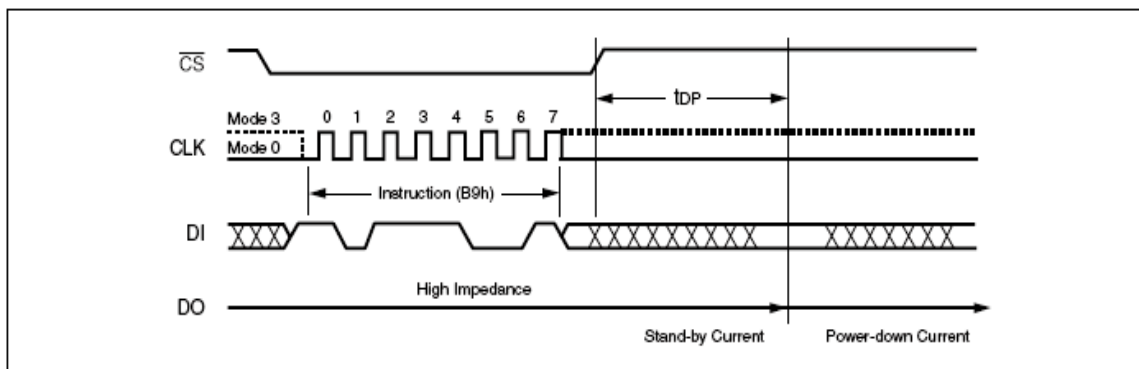 CS
tDP
Mode 3
0 1 2 3 4 5 6 7
CLK
Mode 0
Instruction (B9h)
DI
High Impedance
DO
Stand-by Current
Power-down Current